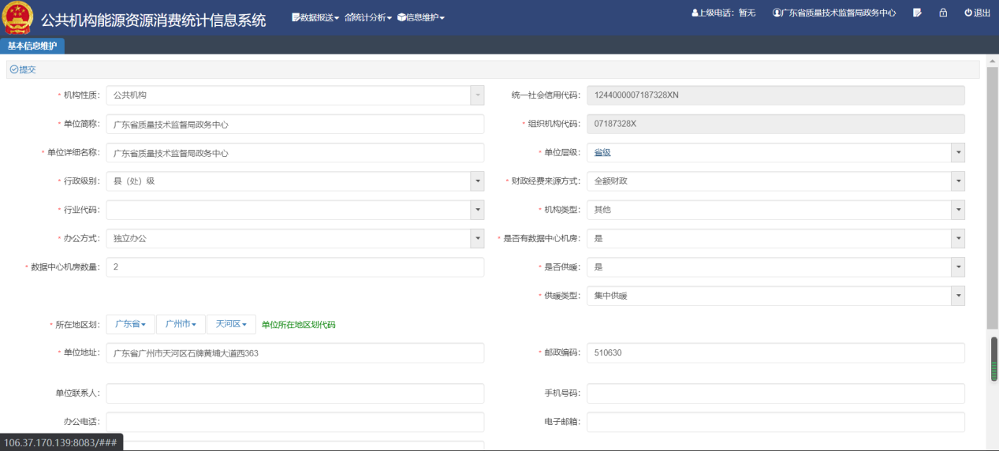 公共机构能源资源消费统计信息系统 数据报送 统计分析 信息维护 上级电话：暂无 广东省质量技术监督局政务中心 退出
基本信息维护
提交
* 机构性质： 公共机构 统一社会信用代码： 1244000007187328XN
* 单位简称： 广东省质量技术监督局政务中心 * 组织机构代码： 07187328X
* 单位详细名称： 广东省质量技术监督局政务中心 * 单位层级： 省级
* 行政级别： 县（处）级 * 财政经费来源方式： 全额财政
* 行业代码： * 机构类型： 其他
* 办公方式： 独立办公 * 是否有数据中心机房： 是
* 数据中心机房数量： 2 * 是否供暖： 是
* 供暖类型： 集中供暖
* 所在地区划： 广东省 广州市 天河区 单位所在地区划代码
* 单位地址： 广东省广州市天河区石牌黄埔大道西363 * 邮政编码： 510630
单位联系人： 手机号码：
办公电话： 电子邮箱：
106.37.170.139:8083/###